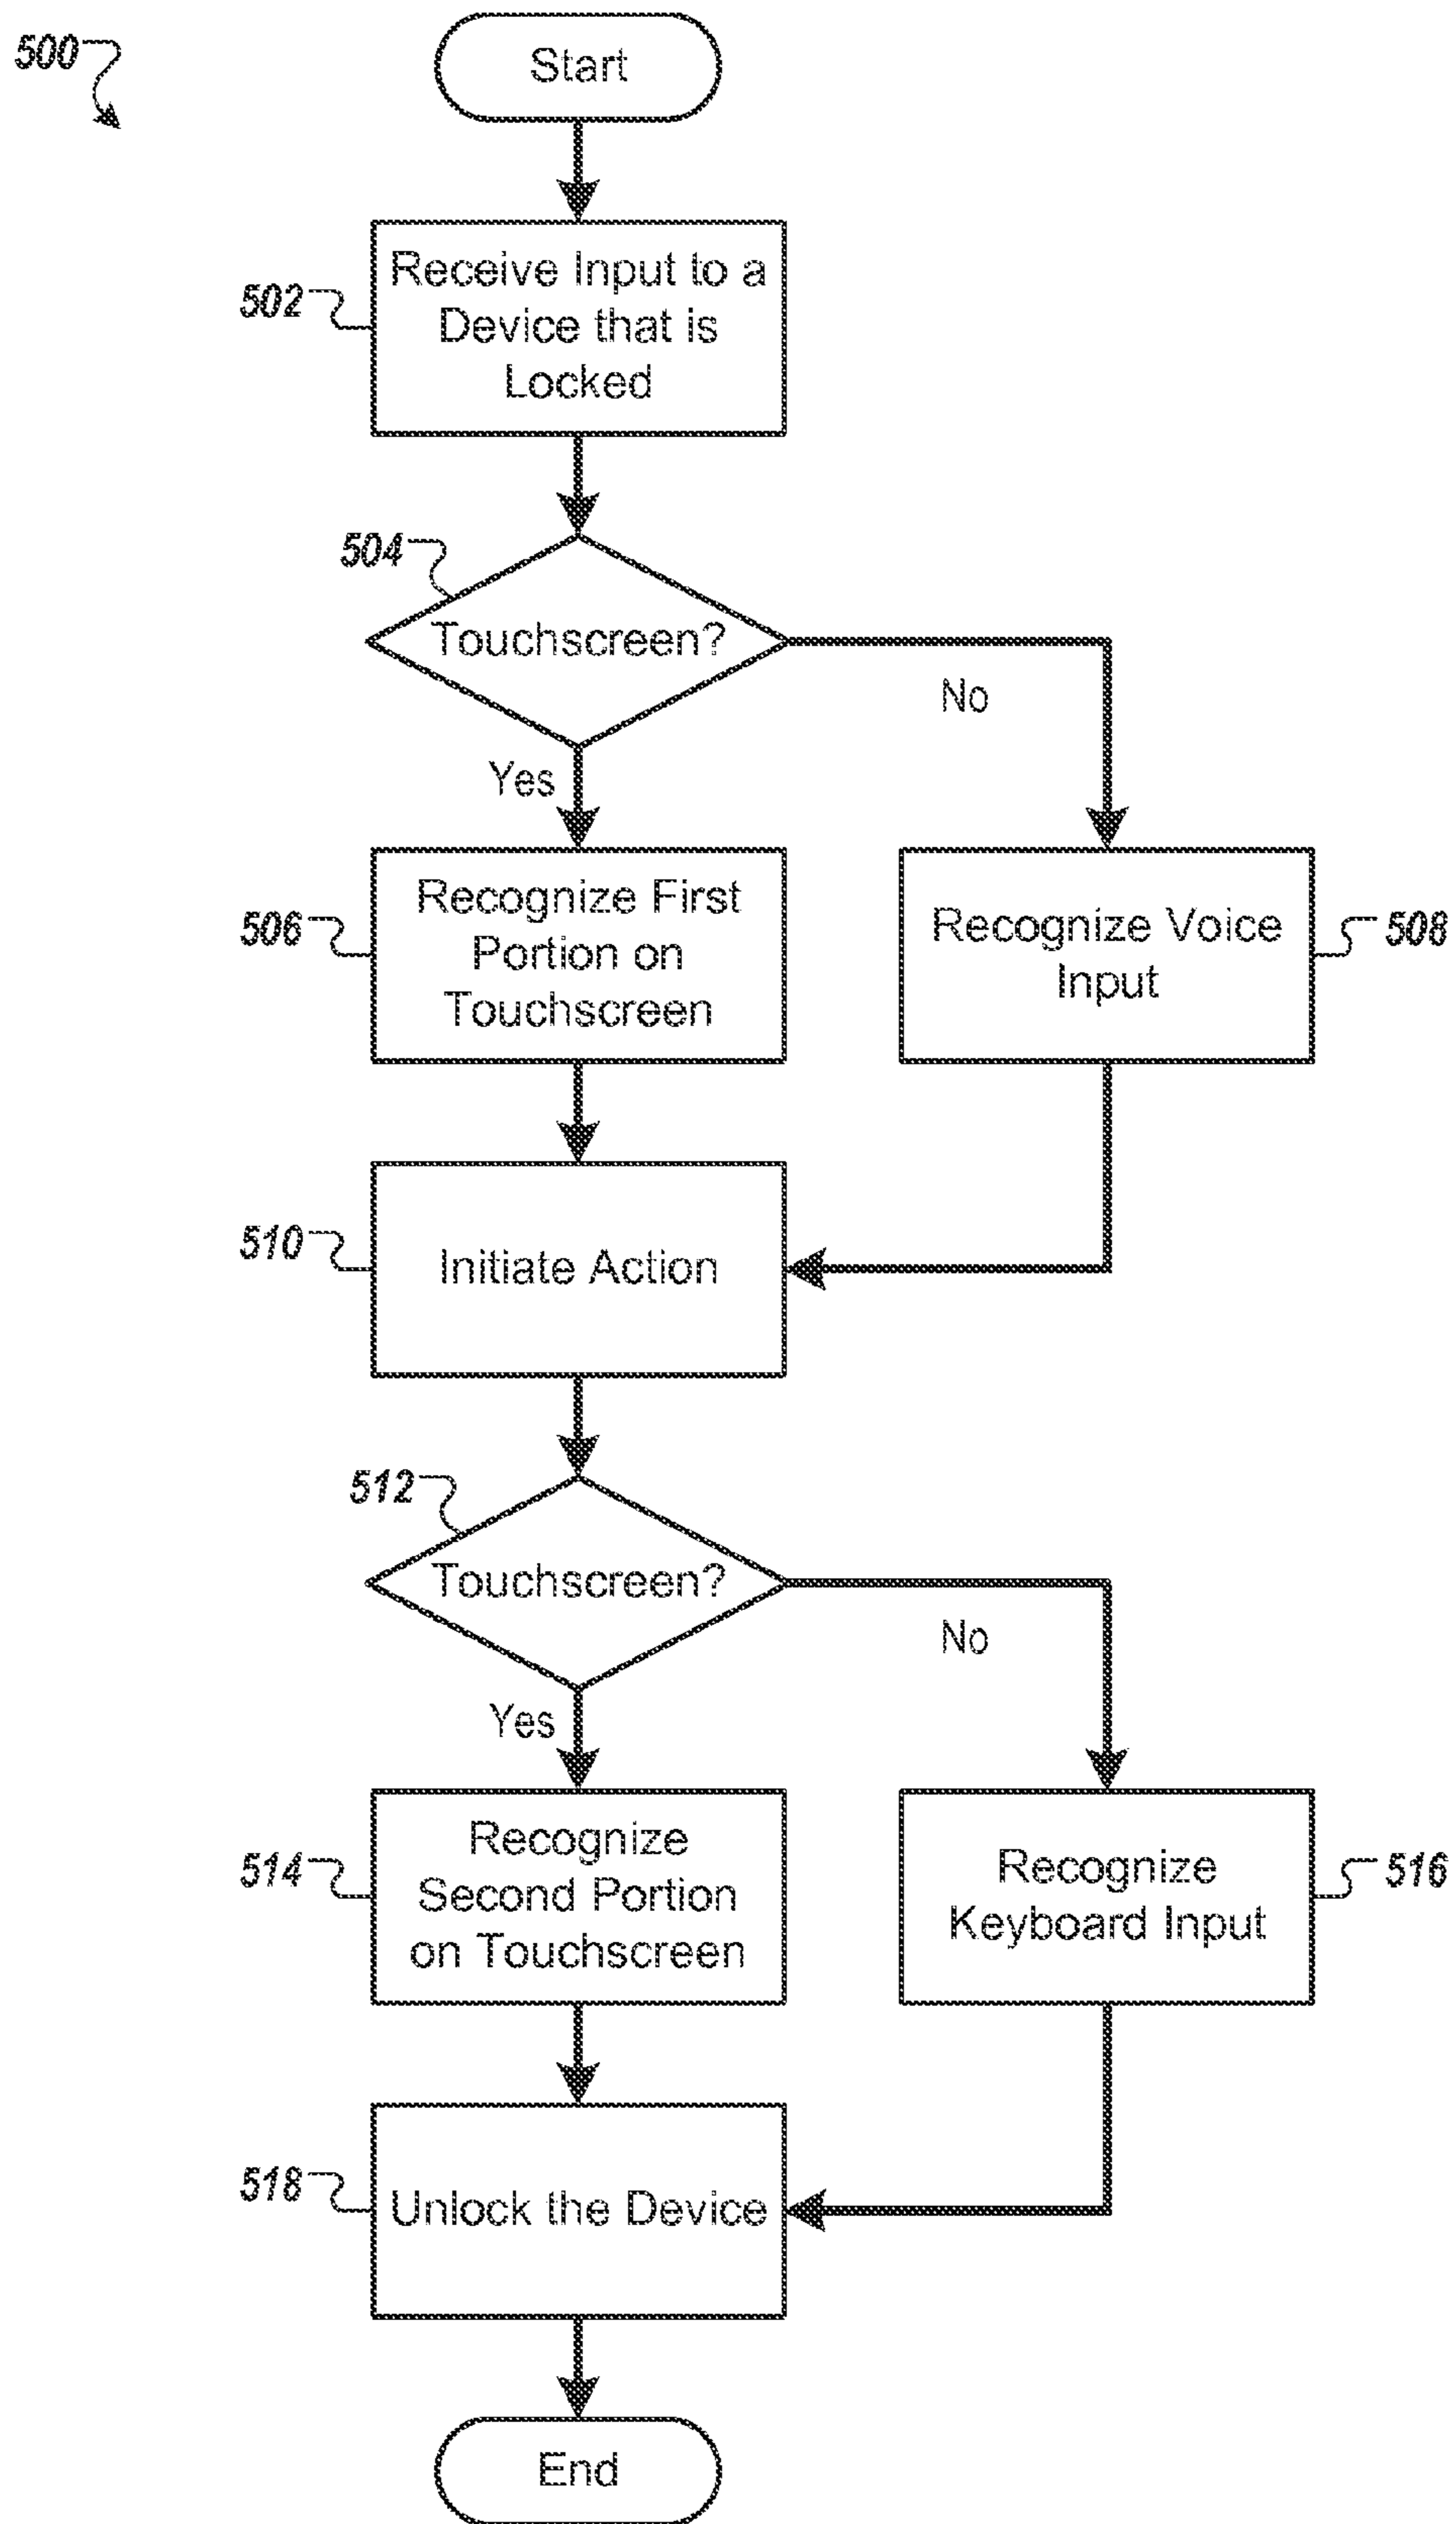 500
Start
502
Receive Input to a
Device that is
Locked
504
Touchscreen?
No
Yes
506
Recognize First
Portion on
Touchscreen
Recognize Voice
Input
508
510
Initiate Action
512
Touchscreen?
No
Yes
514
Recognize
Second Portion
on Touchscreen
Recognize
Keyboard Input
516
518
Unlock the Device
End